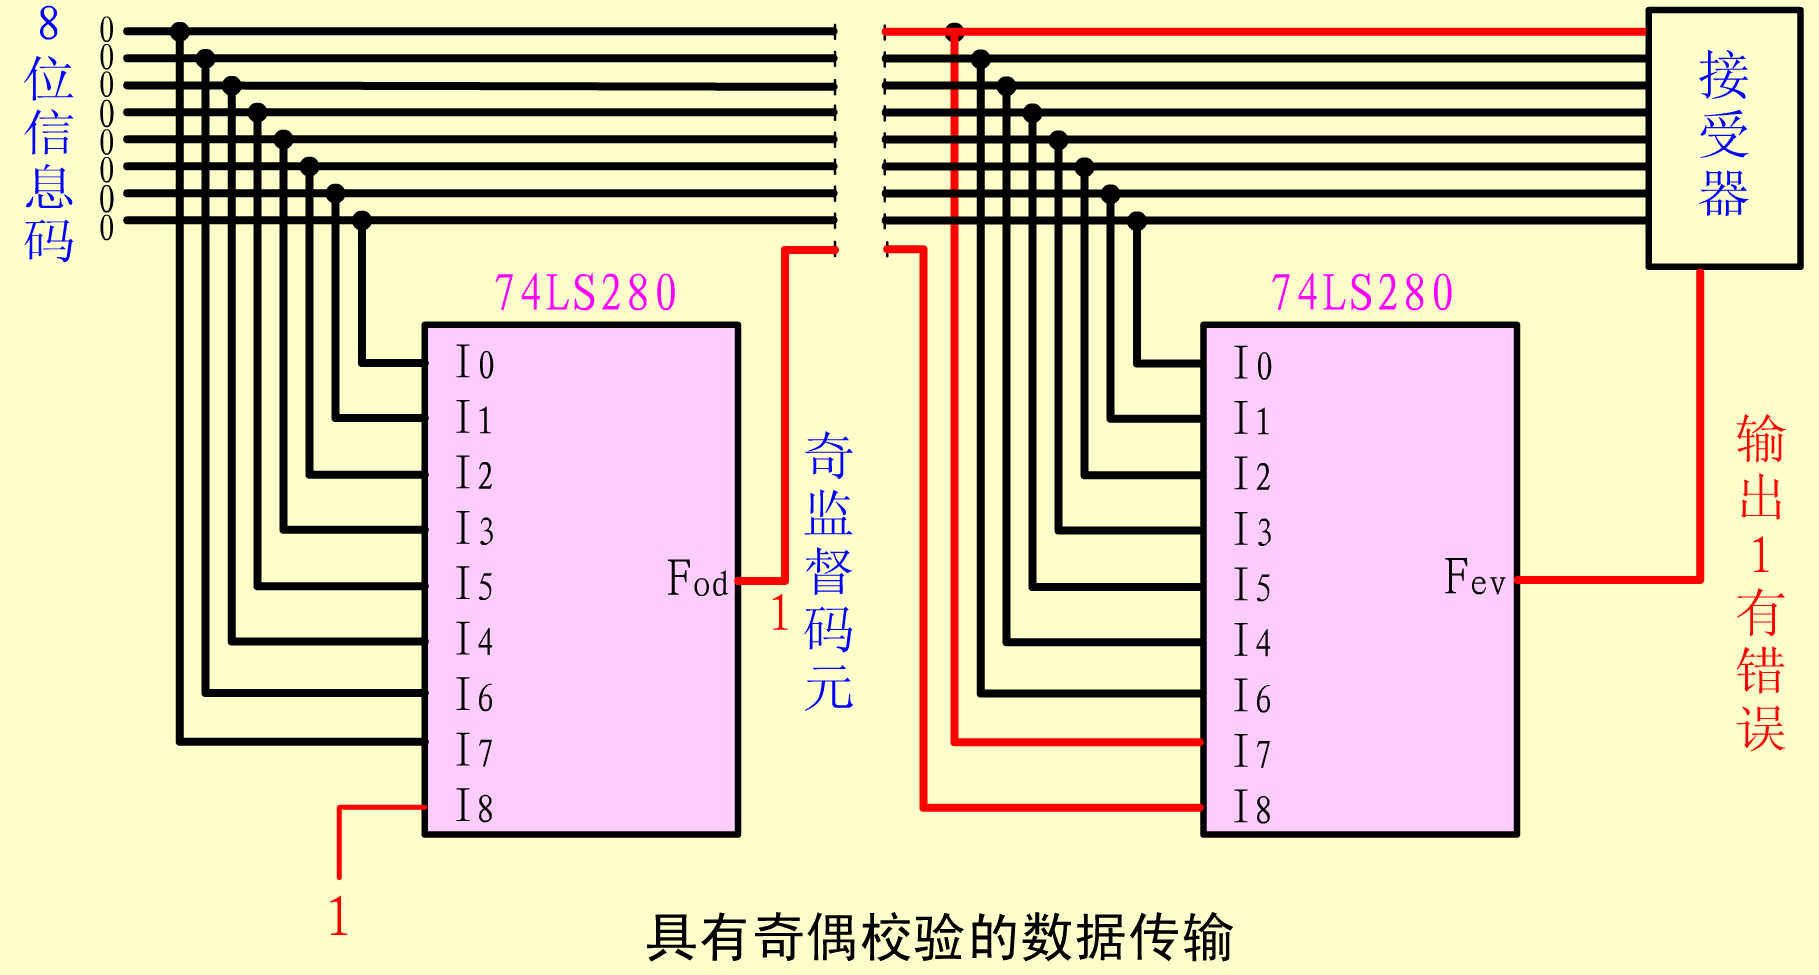 8位信息码
0
0
0
0
0
0
0
0
74LS280
I0
I1
I2
I3
I5
I4
I6
I7
I8
Fod
1
1
奇监督码元
74LS280
I0
I1
I2
I3
I5
I4
I6
I7
I8
Fev
接受器
输出1有错误
具有奇偶校验的数据传输